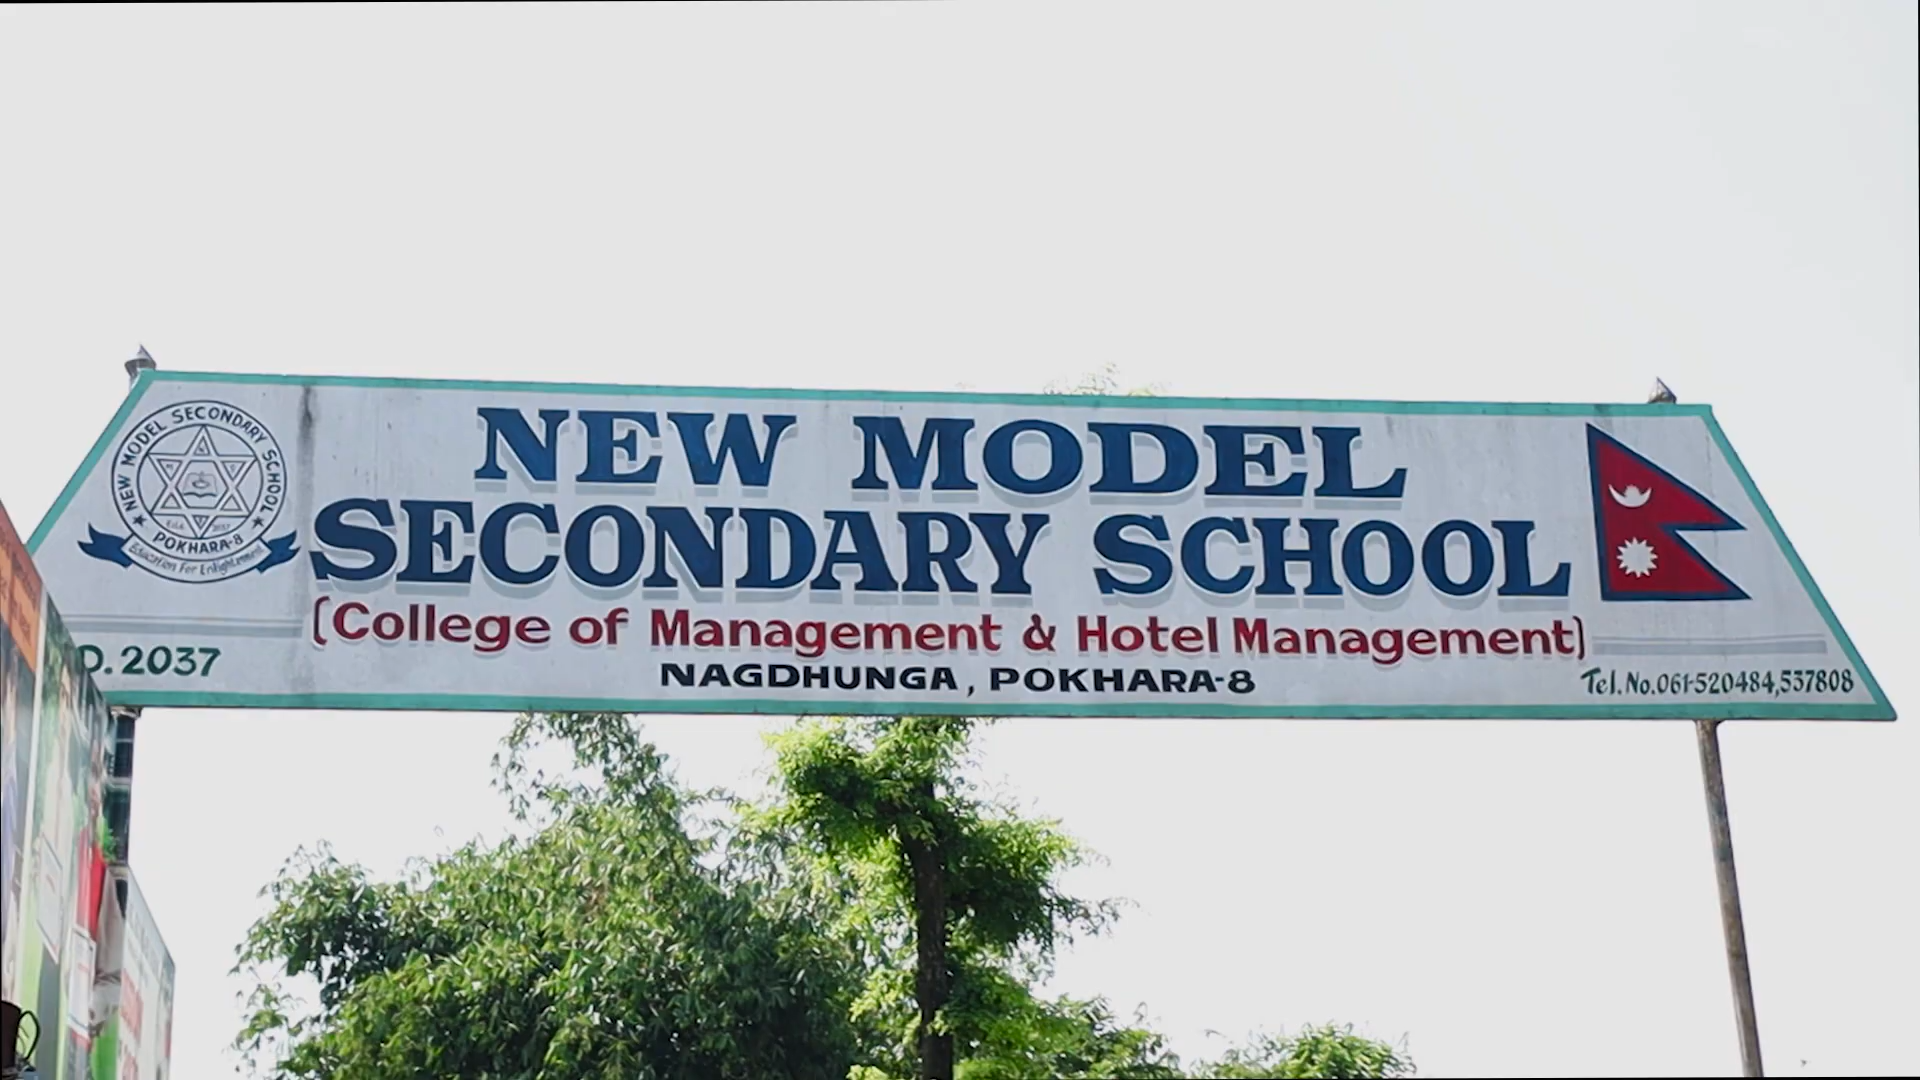 NEW MODEL SECONDARY SCHOOL
POKHARA-8
Education For Enlightenment
NEW MODEL
SECONDARY SCHOOL
(College of Management & Hotel Management)
NAGDHUNGA, POKHARA-8
D. 2037
Tel. No. 061-520484,537808